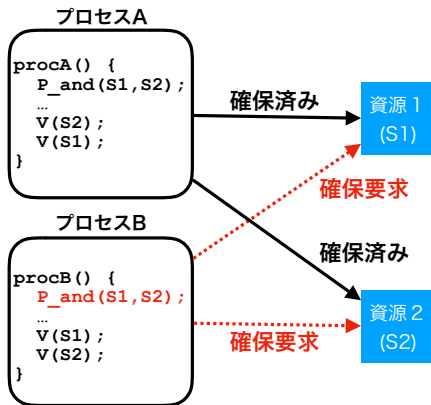 プロセスA
procA() {
P_and(S1,S2);
…
V(S2);
V(S1);
}
確保済み
資源１
(S1)
確保要求
プロセスB
確保済み
procB() {
P_and(S1,S2);
…
V(S1);
V(S2);
}
確保要求
資源２
(S2)